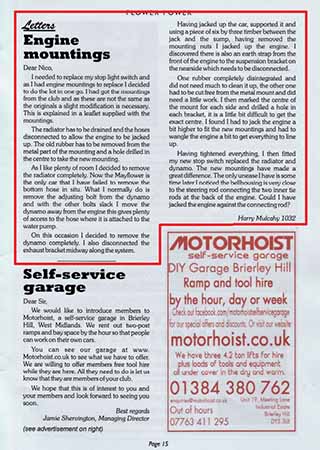 FLOWER POWER
Letters
Engine
mountings
Dear Nico,
I needed to replace my stop light switch and
as I had engine mountings to replace I decided
to do the lot in one go. I had got the mountings
from the club and as these are not the same as
the originals a slight modification is necessary.
This is explained in a leaflet supplied with the
mountings.
The radiator has to be drained and the hoses
disconnected to allow the engine to be jacked
up. The old rubber has to be removed from the
metal part of the mounting and a hole drilled in
the centre to take the new mounting.
As I like plenty of room I decided to remove
the radiator completely. Now the Mayflower is
the only car that I have failed to remove the
bottom hose in situ. What I normally do is
remove the adjusting bolt from the dynamo
and with the other bolts slack I move the
dynamo away from the engine this gives plenty
of access to the hose where it is attached to the
water pump.
On this occasion I decided to remove the
dynamo completely. I also disconnected the
exhaust bracket midway along the system.
Having jacked up the car, supported it and
using a piece of six by three timber between the
jack and the sump, having removed the
mounting nuts I jacked up the engine. I
discovered there is also an earth strap from the
front of the engine to the suspension bracket on
the nearside which needs to be disconnected.
One rubber completely disintegrated and
did not need much to clean it up, the other one
had to be cut free from the metal mount and did
need a little work. I then marked the centre of
the mount for each side and drilled a hole in
each bracket, it is a little bit difficult to get the
exact centre. I found I had to jack the engine a
bit higher to fit the new mountings and had to
wangle the engine a bit to get everything to line
up.
Having tightened everything, I then fitted
my new stop switch replaced the radiator and
dynamo. The new mountings have made a
great difference. The only unease I have is some
time later I noticed the bellhousing is very close
to the steering rod connecting the two inner tie
rods at the back of the engine. Could I have
jacked the engine against the connecting rod?
Harry Mulcahy 1032
Self-service
garage
Dear Sir,
We would like to introduce members to
Motorhoist, a self-service garage in Brierley
Hill, West Midlands. We rent out two-post
ramps and bay space by the hour so that people
can work on their own cars.
You can see our garage at www.
Motorhoist.co.uk to see what we have to offer.
We are willing to offer members free tool hire
while they are here. All they need to do is let us
know that they are members of your club.
We hope that this is of interest to you and
your members and look forward to seeing you
soon.
Best regards
Jamie Shervington, Managing Director
(see advertisement on right)
MOTORHOIST
self-service garage
DIY Garage Brierley Hill
Ramp and tool hire
by the hour, day or week
Check out facebook.com/motorhoistselfservicegarage
for our special offers and discounts. Or visit our website
motorhoist.co.uk
We have three 4.2 ton lifts for hire
plus loads of tools and equipment,
all under cover in the dry and warm.
01384 380 762
enquiries@motorhoist.co.uk
Out of hours
07763 411 295
Unit 19, Meeting Lane
Industrial Estate
Brierley Hill
DY5 3LB
Page 15